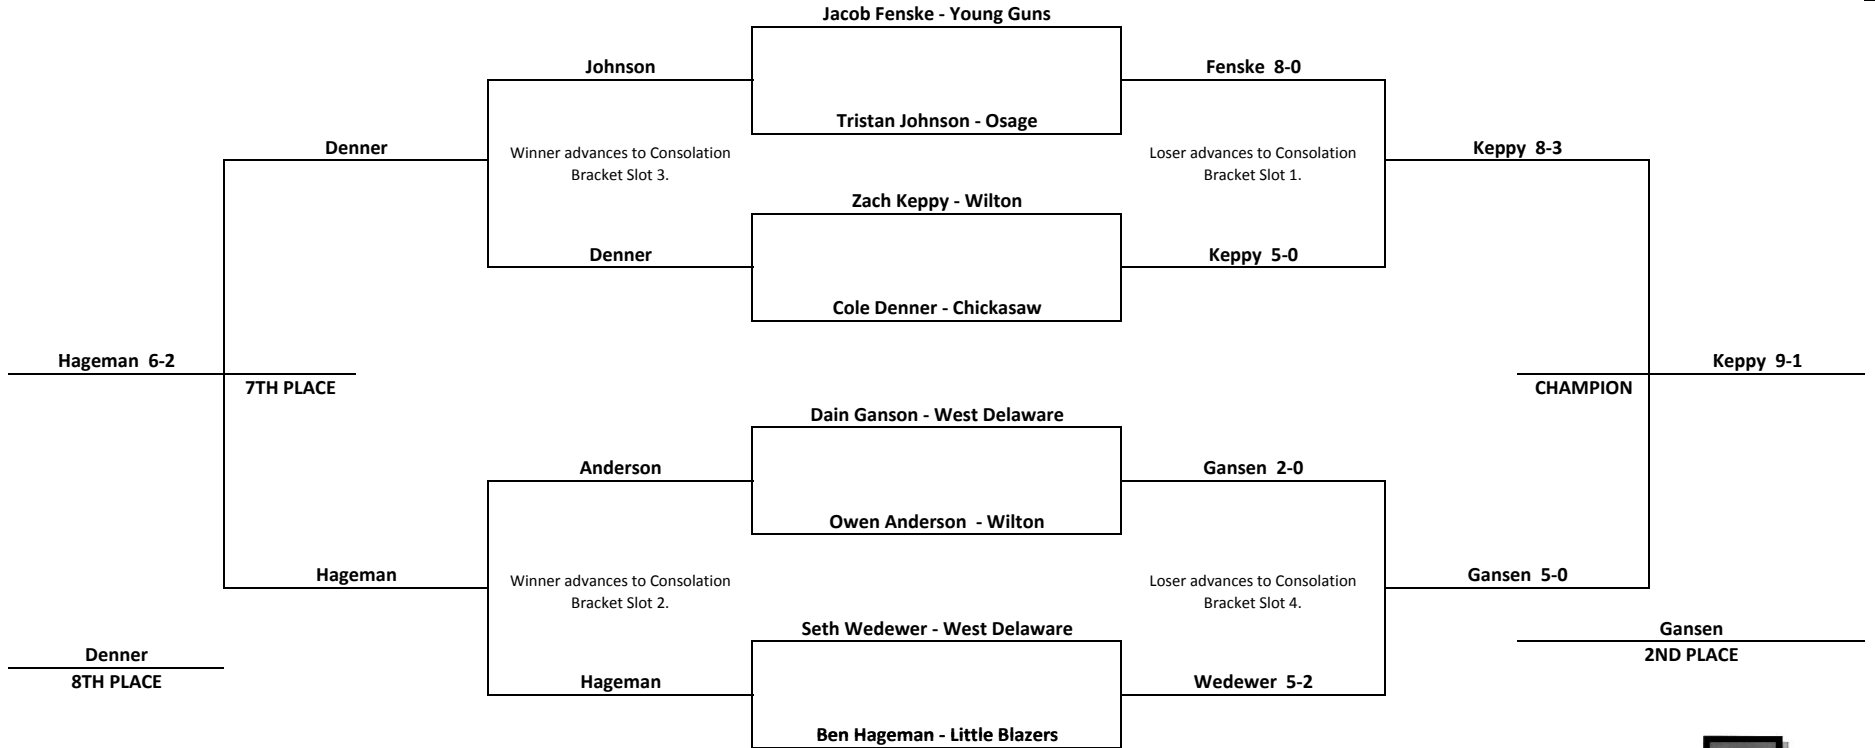 Jacob Fenske - Young Guns
Johnson
Fenske 8-0
Tristan Johnson - Osage
Denner
Winner advances to Consolation
Bracket Slot 3.
Loser advances to Consolation
Bracket Slot 1.
Keppy 8-3
Zach Keppy - Wilton
Denner
Keppy 5-0
Cole Denner - Chickasaw
Hageman 6-2
7TH PLACE
Keppy 9-1
CHAMPION
Dain Ganson - West Delaware
Anderson
Gansen 2-0
Owen Anderson - Wilton
Hageman
Winner advances to Consolation
Bracket Slot 2.
Loser advances to Consolation
Bracket Slot 4.
Gansen 5-0
Seth Wedewer - West Delaware
Gansen
2ND PLACE
Denner
8TH PLACE
Hageman
Wedewer 5-2
Ben Hageman - Little Blazers